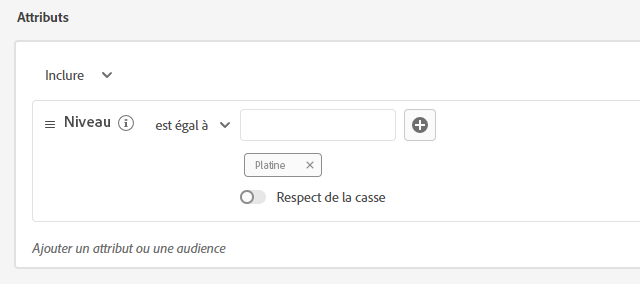 Attributs
Inclure
Niveau
est égal à
Platine
Respect de la casse
Ajouter un attribut ou une audience